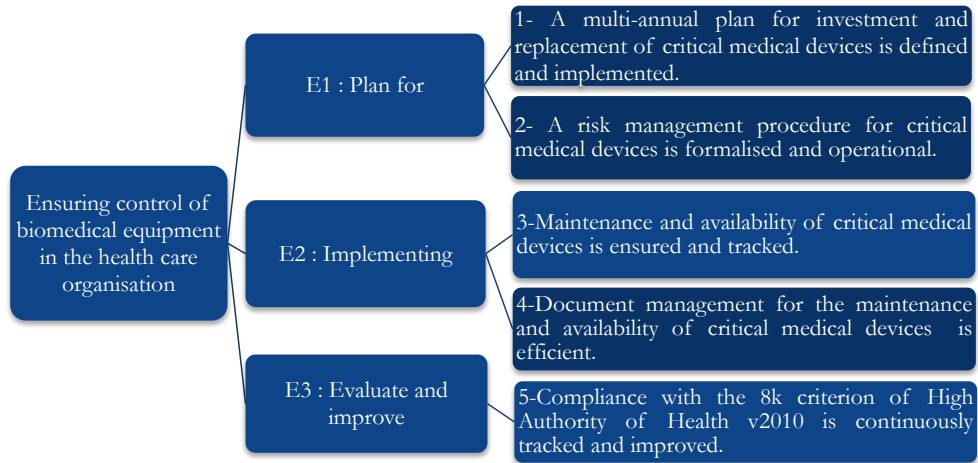 Ensuring control of
biomedical equipment
in the health care
organisation
E1 : Plan for
1- A multi-annual plan for investment and
replacement of critical medical devices is defined
and implemented.
2- A risk management procedure for critical
medical devices is formalised and operational.
E2 : Implementing
3-Maintenance and availability of critical medical
devices is ensured and tracked.
4-Document management for the maintenance
and availability of critical medical devices is
efficient.
E3 : Evaluate and
improve
5-Compliance with the 8k criterion of High
Authority of Health v2010 is continuously
tracked and improved.